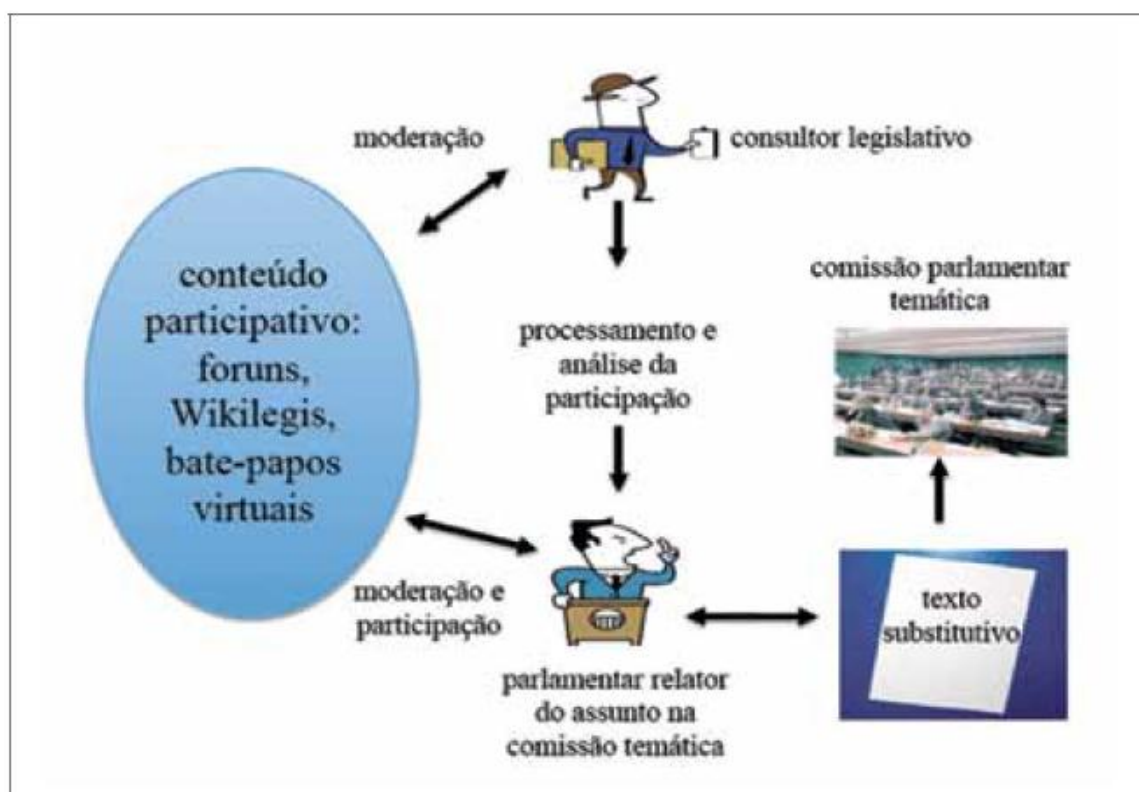 moderação
consultor legislativo
conteúdo
participativo:
foruns,
Wikilegis,
bate-papos
virtuais
processamento e
análise da
participação
comissão parlamentar
temática
moderação e
participação
parlamentar relator
do assunto na
comissão temática
texto
substitutivo